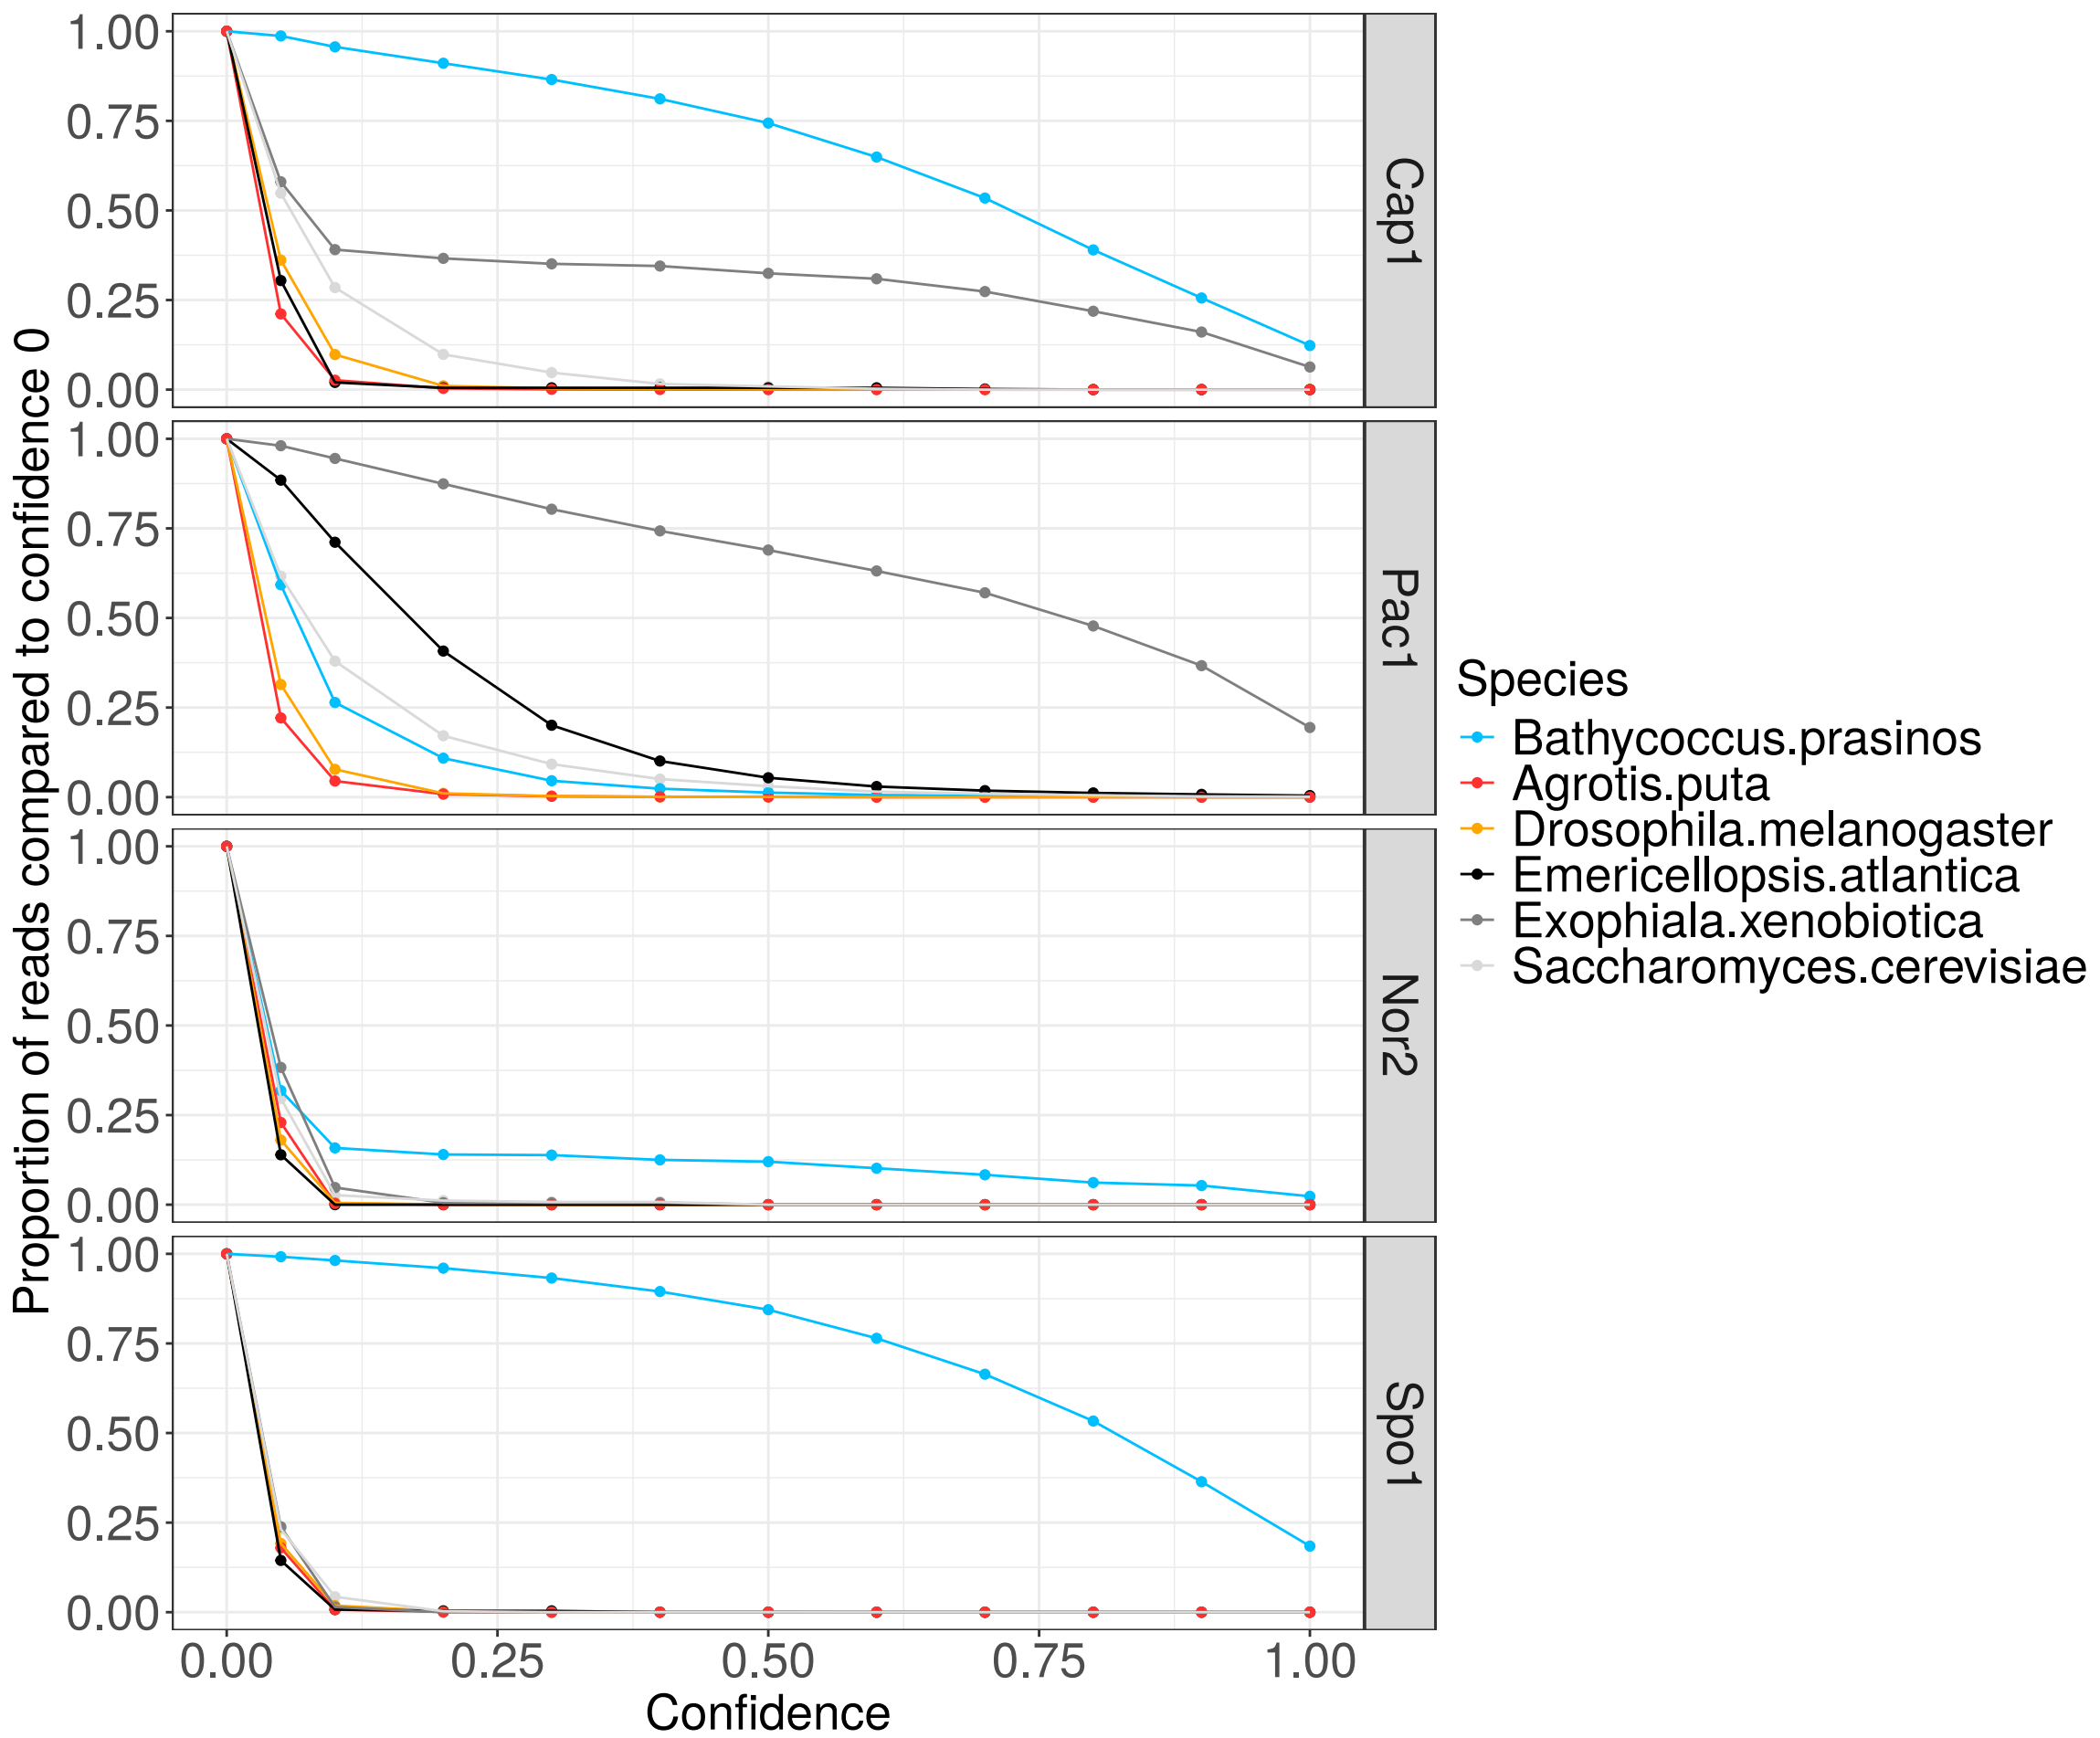 Proportion of reads compared to confidence 0
1.00
0.75
0.50
0.25
0.00
Cap1
1.00
0.75
0.50
0.25
0.00
Pac1
1.00
0.75
0.50
0.25
0.00
Nor2
1.00
0.75
0.50
0.25
0.00
Spo1
0.00 0.25 0.50 0.75 1.00
Confidence
Species
Bathycoccus.prasinos
Agrotis.puta
Drosophila.melanogaster
Emericellopsis.atlantica
Exophiala.xenobiotica
Saccharomyces.cerevisiae